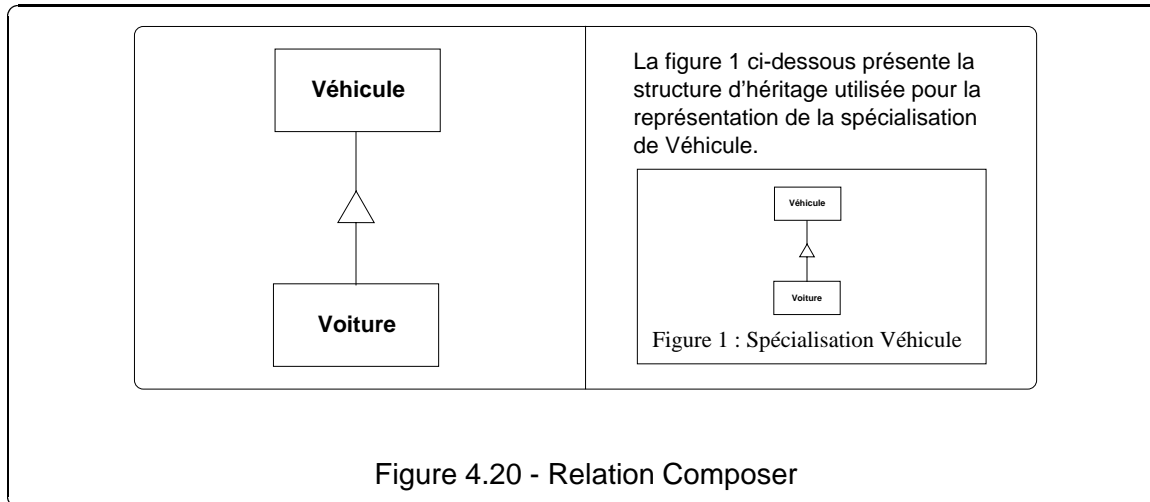 Véhicule
Voiture
La figure 1 ci-dessous présente la
structure d'héritage utilisée pour la
représentation de la spécialisation
de Véhicule.
Véhicule
Voiture
Figure 1 : Spécialisation Véhicule
Figure 4.20 - Relation Composer